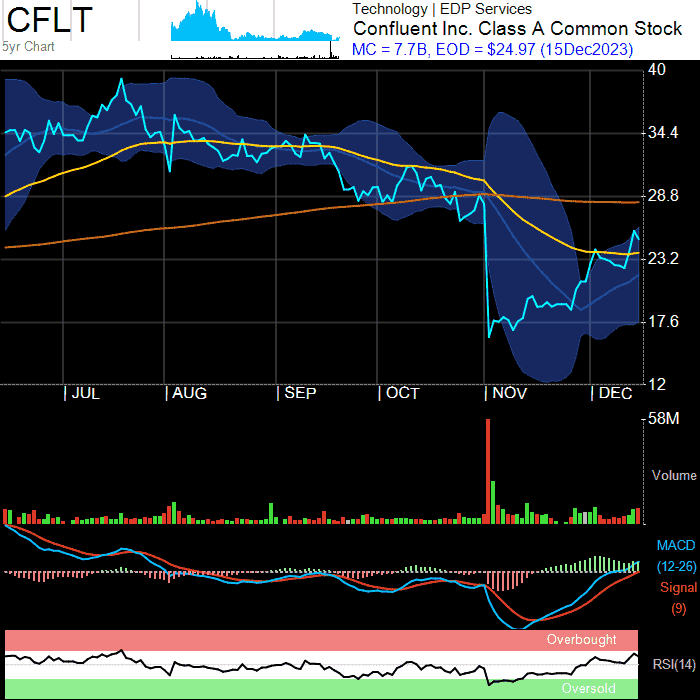 CFLT
5yr Chart
Technology | EDP Services
Confluent Inc. Class A Common Stock
MC = 7.7B, EOD = $24.97 (15Dec2023)
40
34.4
28.8
23.2
17.6
12
| JUL | AUG | SEP | OCT | NOV | DEC
58M
Volume
MACD
(12-26)
Signal
(9)
Overbought
RSI(14)
Oversold